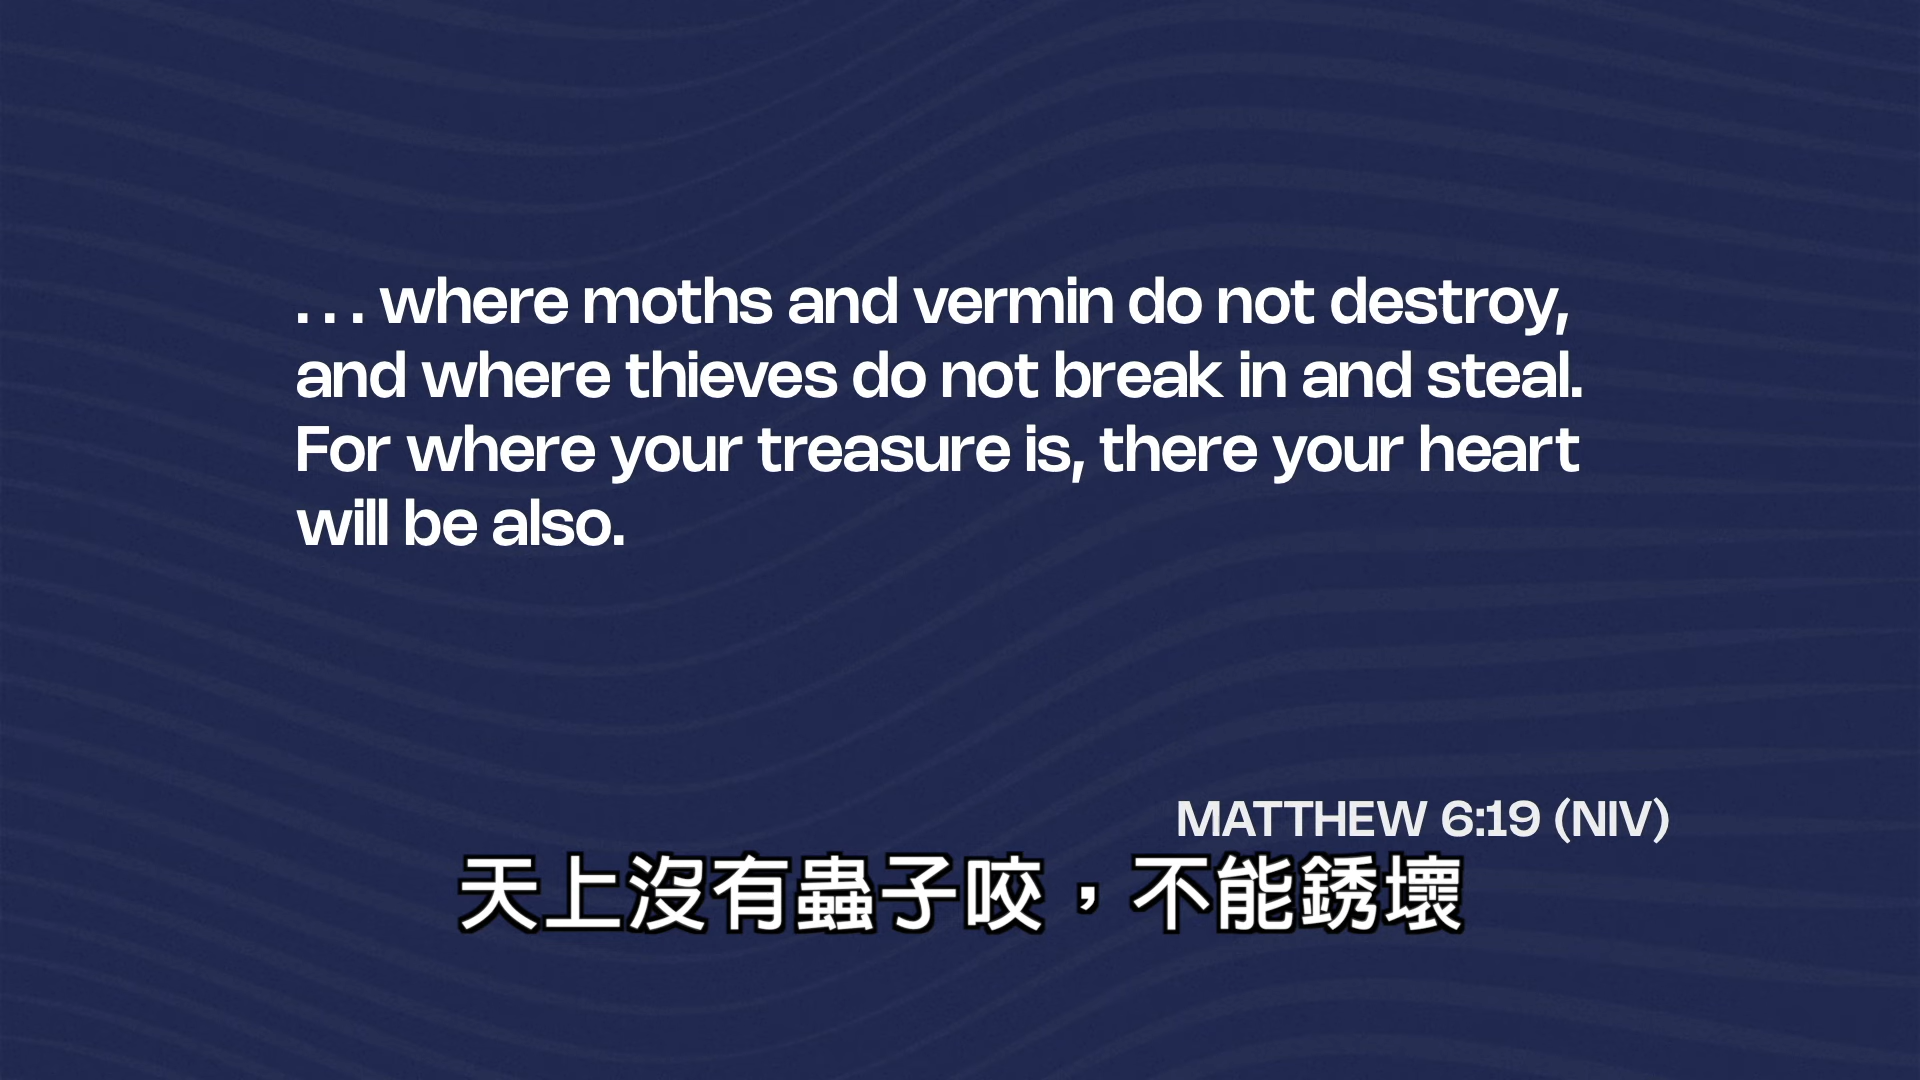 . . . where moths and vermin do not destroy,
and where thieves do not break in and steal.
For where your treasure is, there your heart
will be also.
MATTHEW 6:19 (NIV)
天上沒有蟲子咬，不能銹壞